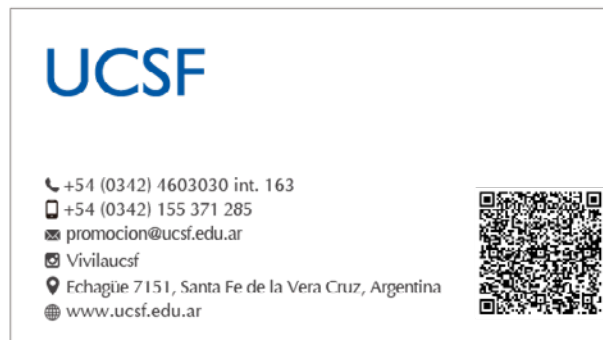 UCSF
+54 (0342) 4603030 int. 163
+54 (0342) 155 371 285
promocion@ucsf.edu.ar
Vivilaucsf
Echagüe 7151, Santa Fe de la Vera Cruz, Argentina
www.ucsf.edu.ar